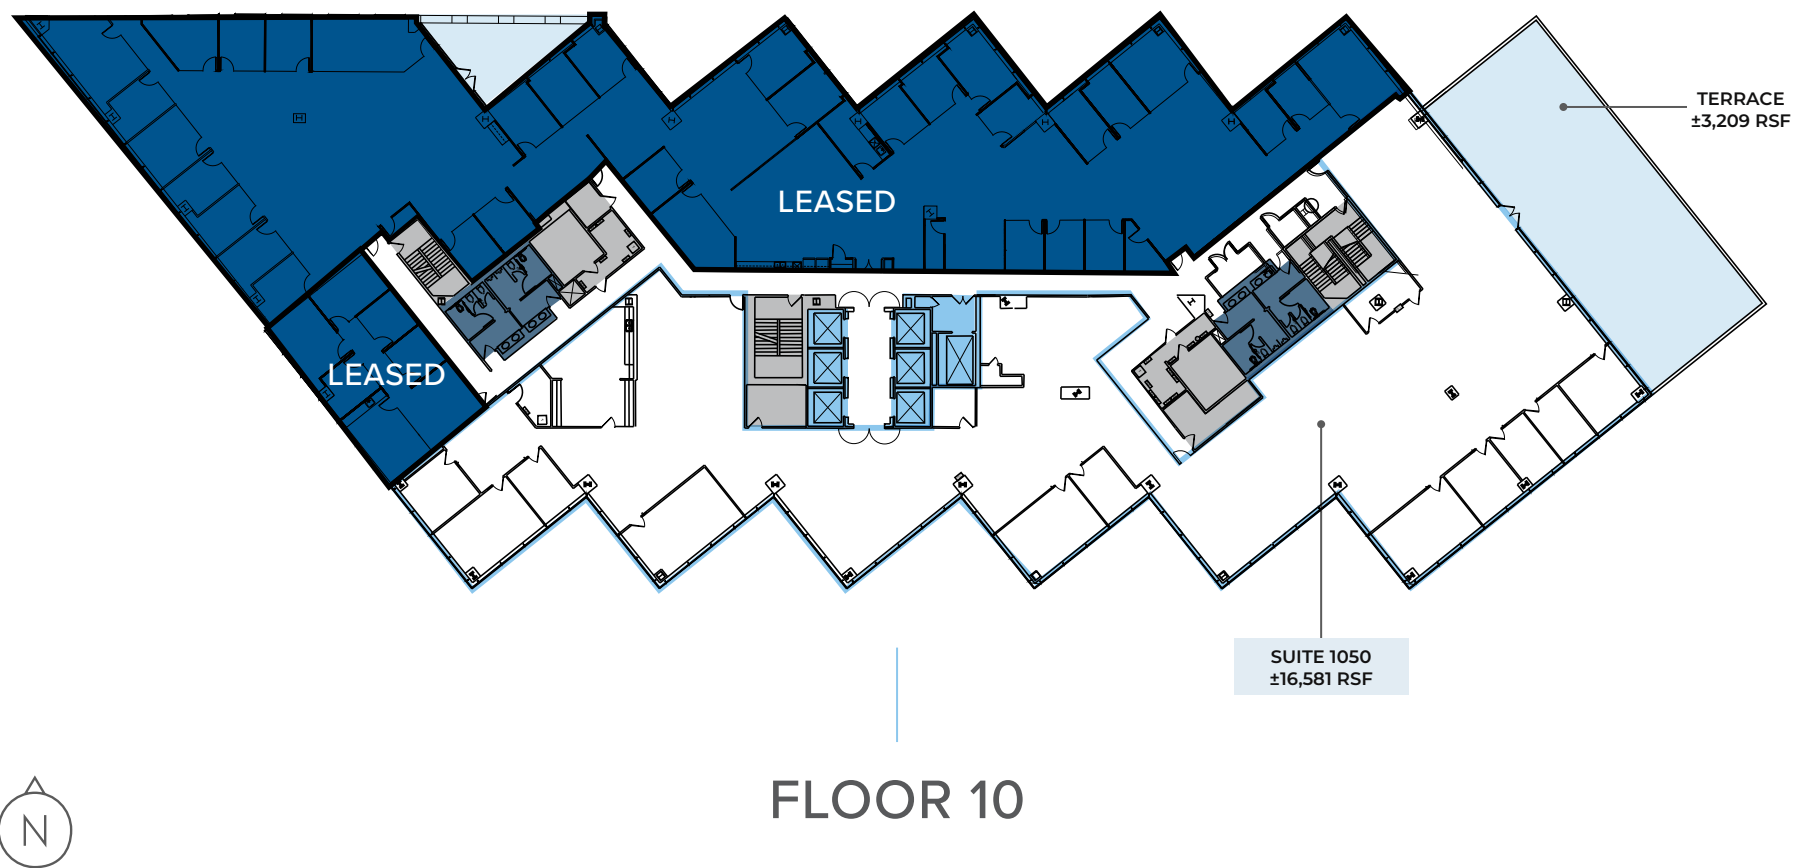 TERRACE
±3,209 RSF
LEASED
LEASED
SUITE 1050
±16,581 RSF
FLOOR 10
N